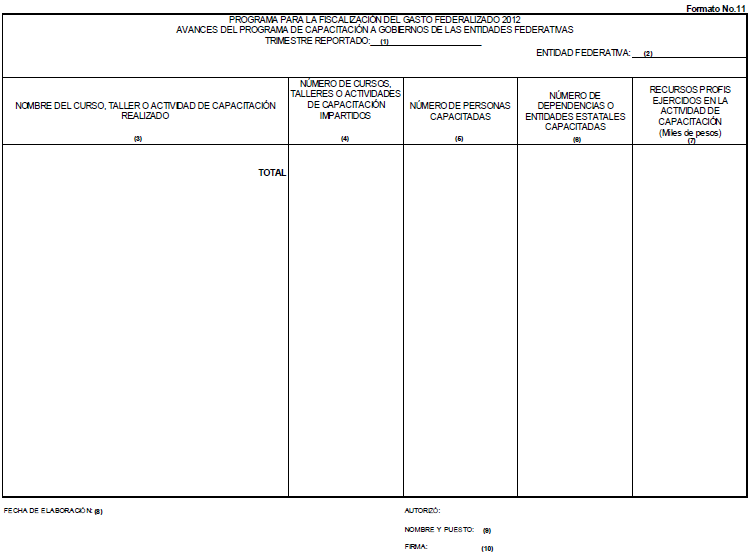 Formato No.11
PROGRAMA PARA LA FISCALIZACIÓN DEL GASTO FEDERALIZADO 2012
AVANCES DEL PROGRAMA DE CAPACITACIÓN A GOBIERNOS DE LAS ENTIDADES FEDERATIVAS
TRIMESTRE REPORTADO: (1)
ENTIDAD FEDERATIVA: (2)
NOMBRE DEL CURSO, TALLER O ACTIVIDAD DE CAPACITACIÓN
REALIZADO
(3)
NÚMERO DE CURSOS,
TALLERES O ACTIVIDADES
DE CAPACITACIÓN
IMPARTIDOS
(4)
NÚMERO DE PERSONAS
CAPACITADAS
(5)
NÚMERO DE
DEPENDENCIAS O
ENTIDADES ESTATALES
CAPACITADAS
(6)
RECURSOS PROFIS
EJERCIDOS EN LA
ACTIVIDAD DE
CAPACITACIÓN
(Miles de pesos)
(7)
TOTAL
FECHA DE ELABORACIÓN: (8)
AUTORIZÓ:
NOMBRE Y PUESTO: (9)
FIRMA: (10)